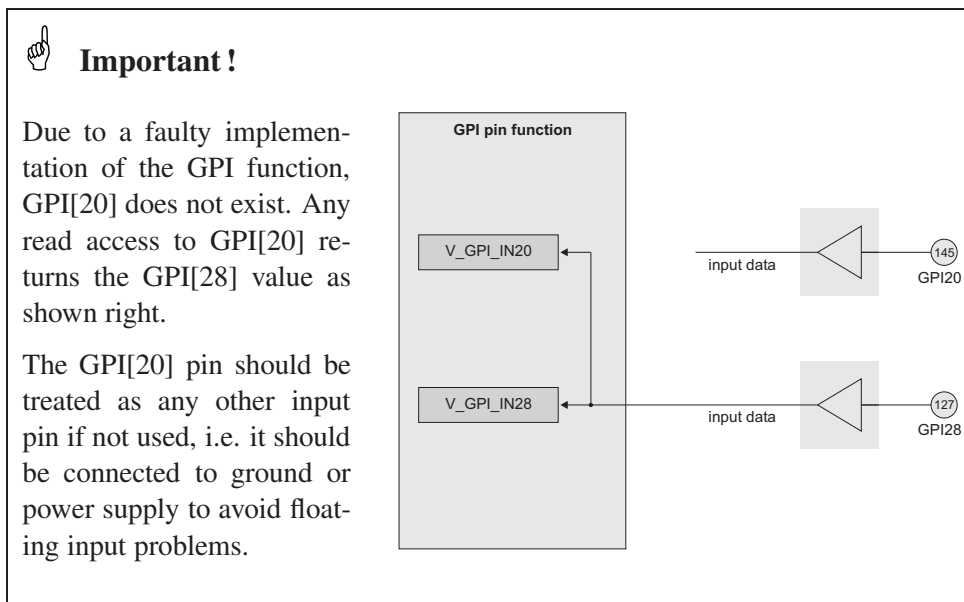 Important !
Due to a faulty implemen-
tation of the GPI function,
GPI[20] does not exist. Any
read access to GPI[20] re-
turns the GPI[28] value as
shown right.
The GPI[20] pin should be
treated as any other input
pin if not used, i.e. it should
be connected to ground or
power supply to avoid float-
ing input problems.
GPI pin function
V_GPI_IN20
input data
145
GPI20
V_GPI_IN28
input data
127
GPI28